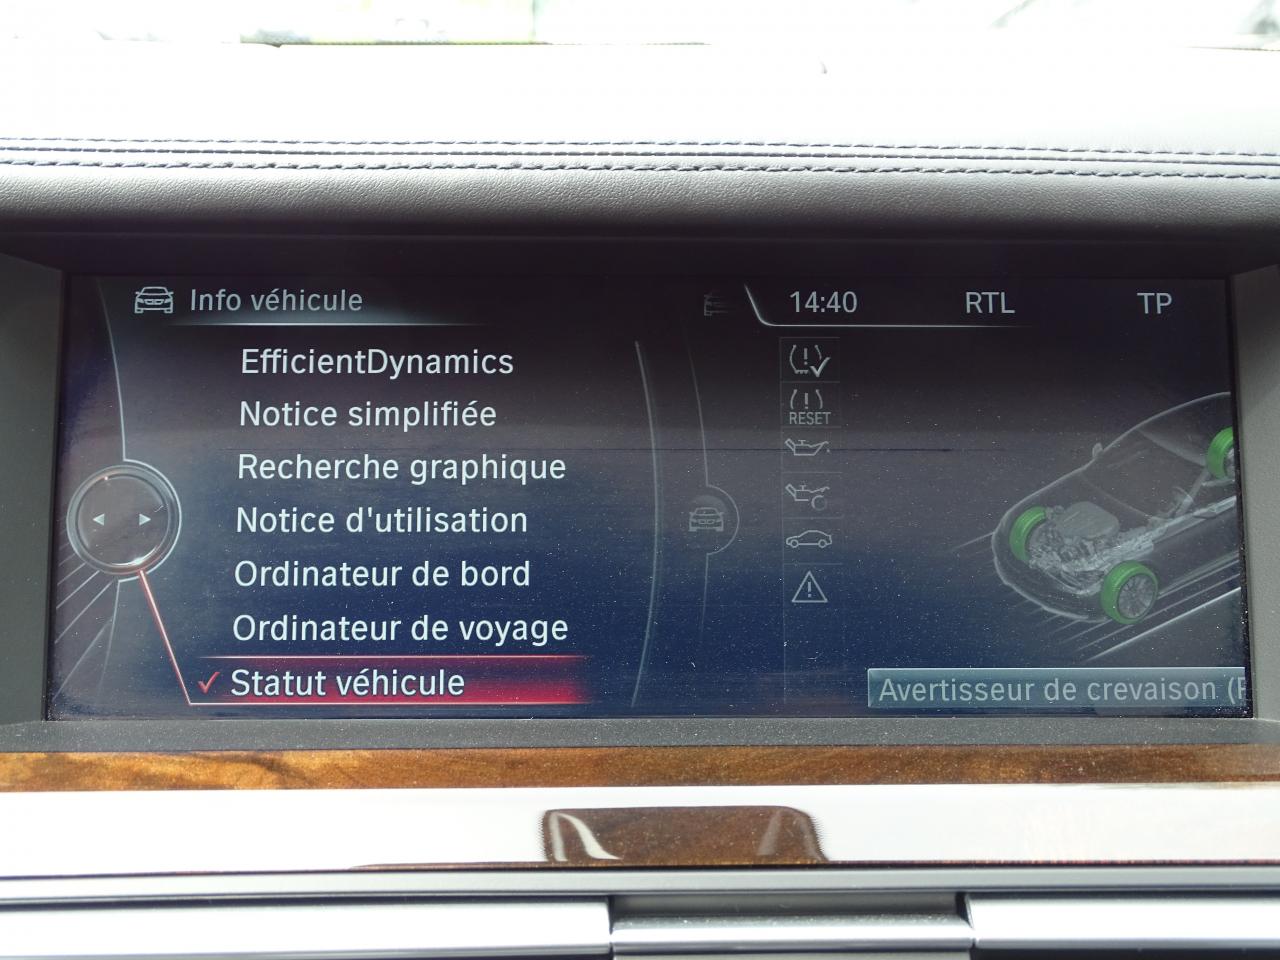 Info véhicule
14:40 RTL TP
EfficientDynamics
Notice simplifiée
Recherche graphique
Notice d'utilisation
Ordinateur de bord
Ordinateur de voyage
Statut véhicule
RESET
Avertisseur de crevaison (